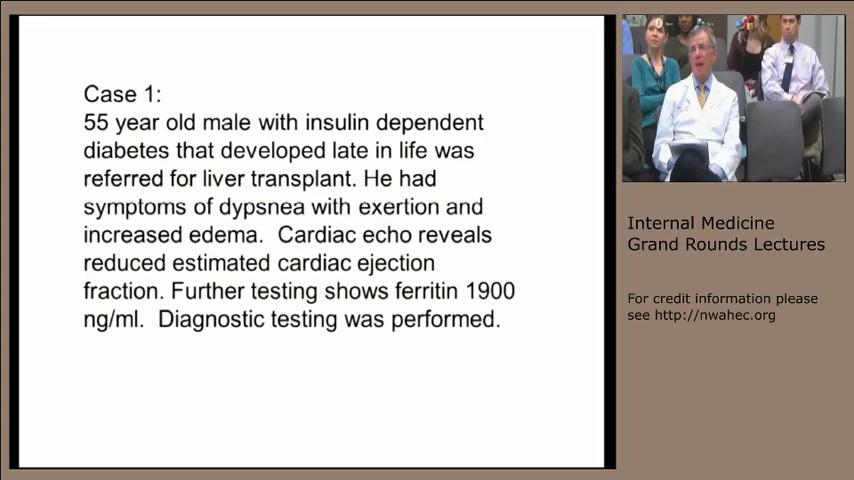 Case 1:
55 year old male with insulin dependent
diabetes that developed late in life was
referred for liver transplant. He had
symptoms of dypsnea with exertion and
increased edema.  Cardiac echo reveals
reduced estimated cardiac ejection
fraction. Further testing shows ferritin 1900
ng/ml.  Diagnostic testing was performed.
Internal Medicine
Grand Rounds Lectures
For credit information please
see http://nwahec.org